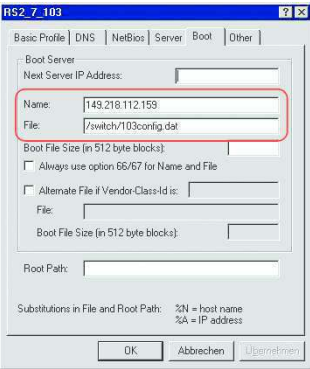 RS2_7_103
Basic Profile DNS NetBios Server Boot Other
Boot Server
Next Server IP Address:
Name: 149.218.112.159
File: /switch/103config.dat
Boot File Size (in 512 byte blocks):
Always use option 66/67 for Name and File
Alternate File if Vendor-Class-Id is:
File:
Boot File Size (in 512 byte blocks):
Root Path:
Substitutions in File and Root Path: %N = host name
%A = IP address
OK Abbrechen Übernehmen